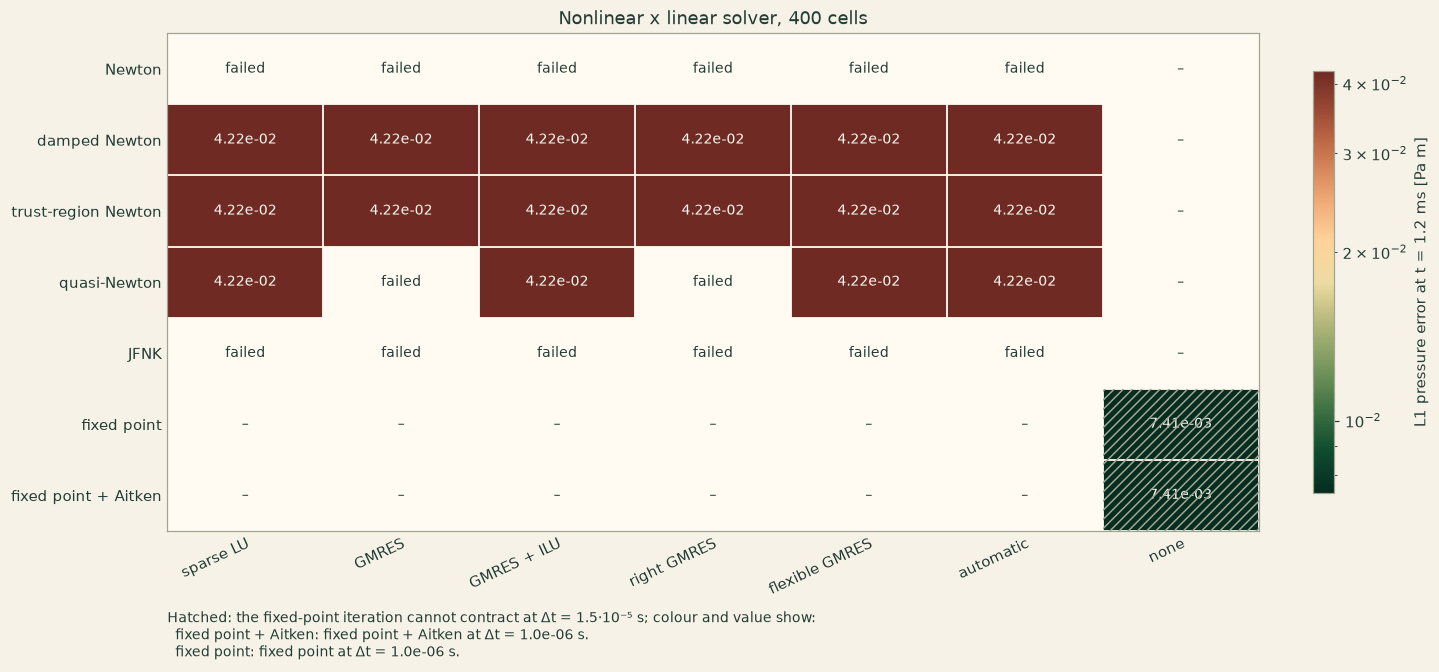 Nonlinear x linear solver, 400 cells
Newton failed failed failed failed failed failed –
damped Newton 4.22e-02 4.22e-02 4.22e-02 4.22e-02 4.22e-02 4.22e-02 –
trust-region Newton 4.22e-02 4.22e-02 4.22e-02 4.22e-02 4.22e-02 4.22e-02 –
quasi-Newton 4.22e-02 failed 4.22e-02 failed 4.22e-02 4.22e-02 –
JFNK failed failed failed failed failed failed –
fixed point – – – – – – 7.41e-03
fixed point + Aitken – – – – – – 7.41e-03
sparse LU GMRES GMRES + ILU right GMRES flexible GMRES automatic none
4 × 10⁻²
3 × 10⁻²
2 × 10⁻²
10⁻²
L1 pressure error at t = 1.2 ms [Pa m]
Hatched: the fixed-point iteration cannot contract at Δt = 1.5·10⁻⁵ s; colour and value show:
fixed point + Aitken: fixed point + Aitken at Δt = 1.0e-06 s.
fixed point: fixed point at Δt = 1.0e-06 s.